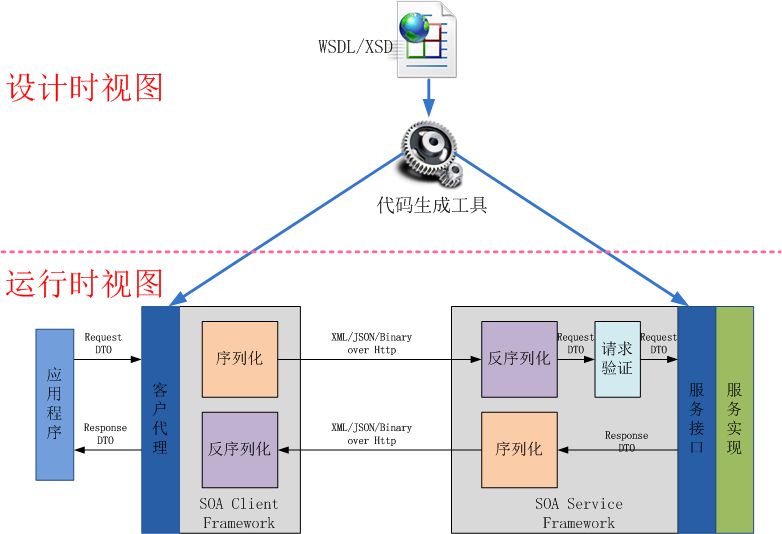 WSDL/XSD
设计时视图
代码生成工具
运行时视图
Request
DTO
应用程序
Response
DTO
客户代理
序列化
反序列化
SOA Client
Framework
XML/JSON/Binary
over Http
XML/JSON/Binary
over Http
反序列化
Request
DTO
请求
验证
Request
DTO
序列化
Response
DTO
SOA Service
Framework
服务接口
服务实现